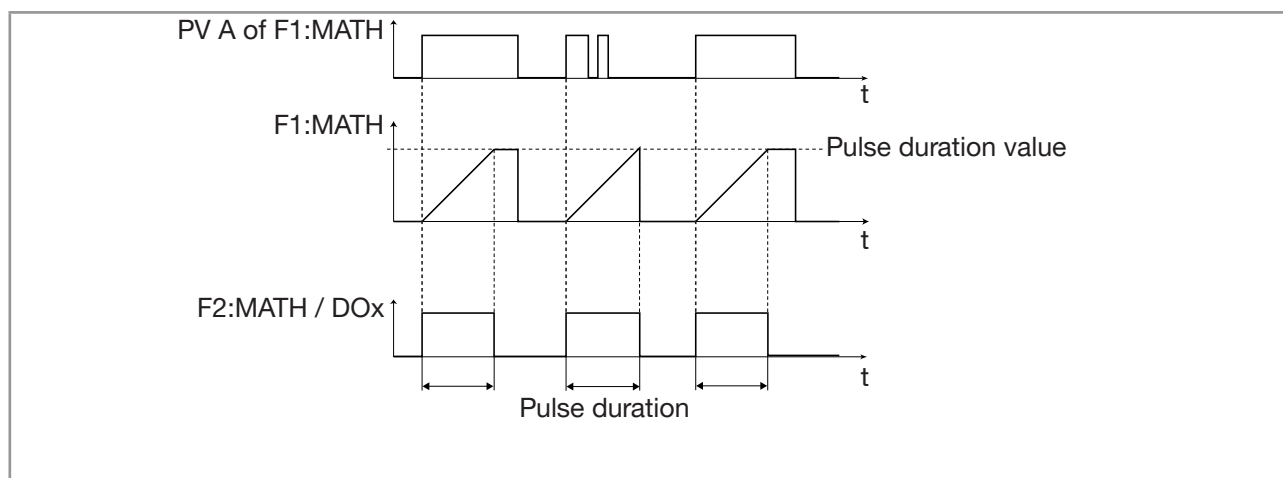 PV A of F1:MATH
t
F1:MATH
Pulse duration value
t
F2:MATH / DOx
t
Pulse duration